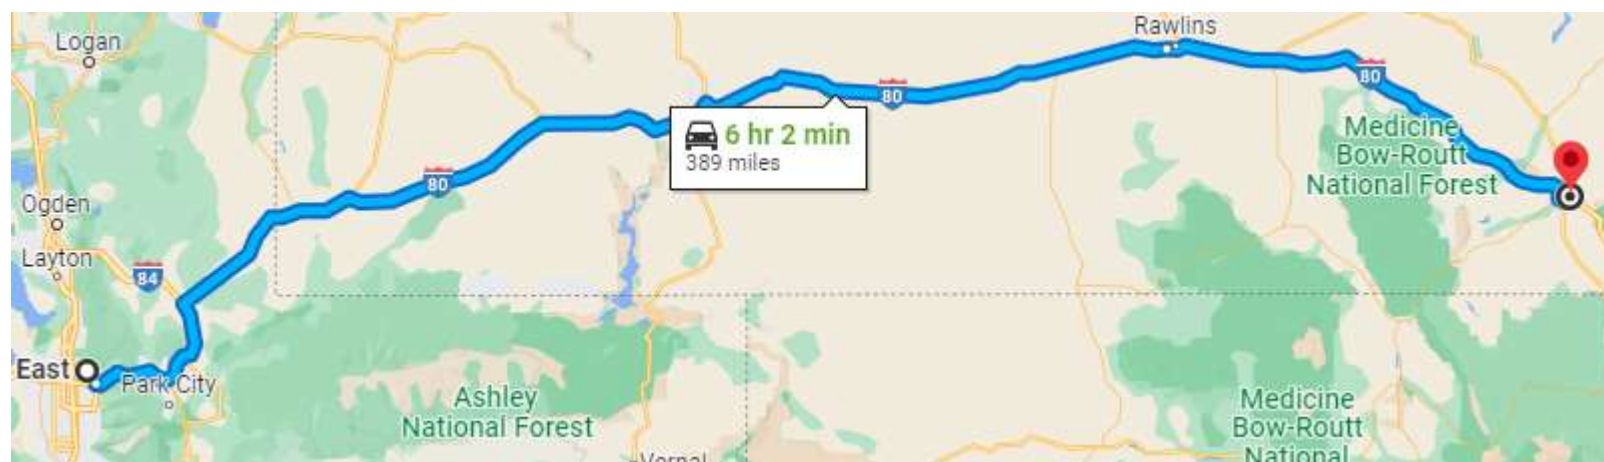 Logan
Rawlins
80
80
6 hr 2 min
389 miles
Medicine
Bow-Routt
National Forest
80
Ogden
Layton
84
East
Park City
Ashley
National Forest
Medicine
Bow-Routt
National
Vernal